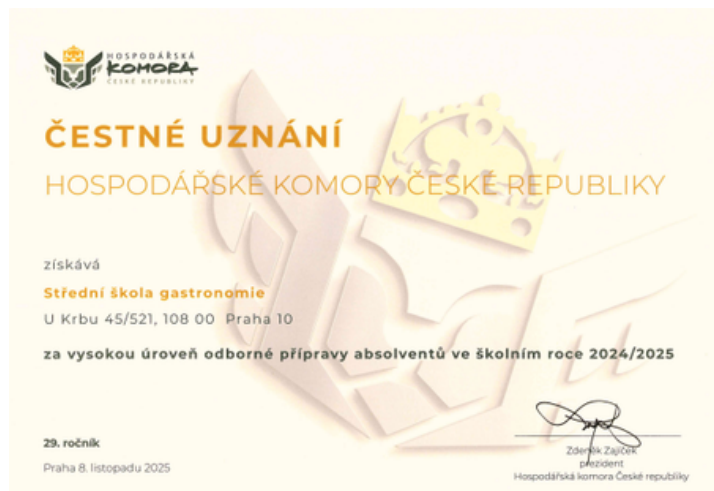 HOSPODÁŘSKÁ
KOMORA
ČESKÉ REPUBLIKY
ČESTNÉ UZNÁNÍ
HOSPODÁŘSKÉ KOMORY ČESKÉ REPUBLIKY
získává
Střední škola gastronomie
U Krbu 45/521, 108 00 Praha 10
za vysokou úroveň odborné přípravy absolventů ve školním roce 2024/2025
29. ročník
Praha 8. listopadu 2025
Zdeněk Zajíček
prezident
Hospodářská komora České republiky